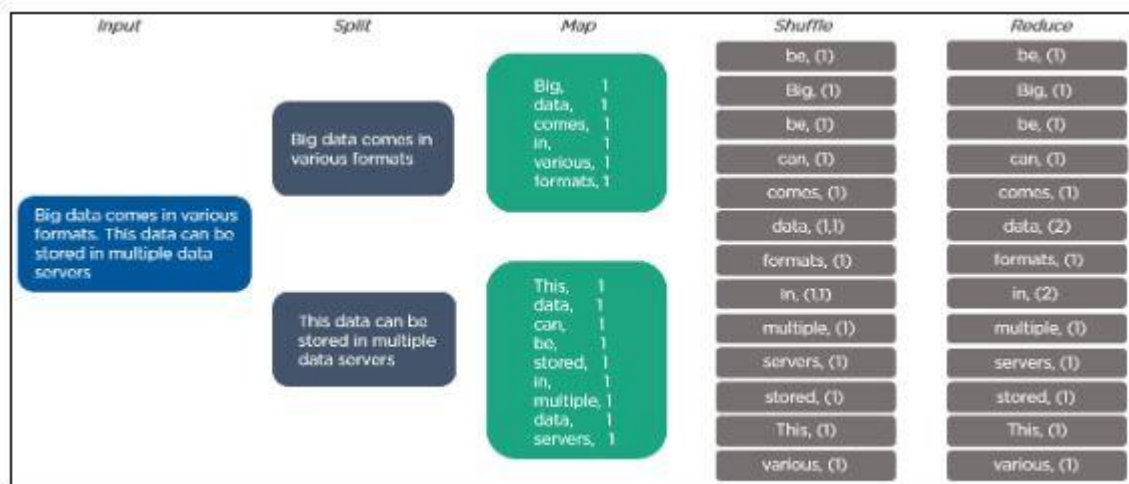 Input
Split
Map
Shuffle
Reduce
Big data comes in various
formats. This data can be
stored in multiple data
servers
Big data comes in
various formats
This data can be
stored in multiple
data servers
Big, 1
data, 1
comes, 1
in, 1
various, 1
formats, 1
This, 1
data, 1
can, 1
be, 1
stored, 1
in, 1
multiple, 1
data, 1
servers, 1
be, (1)
Big, (1)
be, (1)
can, (1)
comes, (1)
data, (1,1)
formats, (1)
in, (1,1)
multiple, (1)
servers, (1)
stored, (1)
This, (1)
various, (1)
be, (1)
Big, (1)
be, (1)
can, (1)
comes, (1)
data, (2)
formats, (1)
in, (2)
multiple, (1)
servers, (1)
stored, (1)
This, (1)
various, (1)